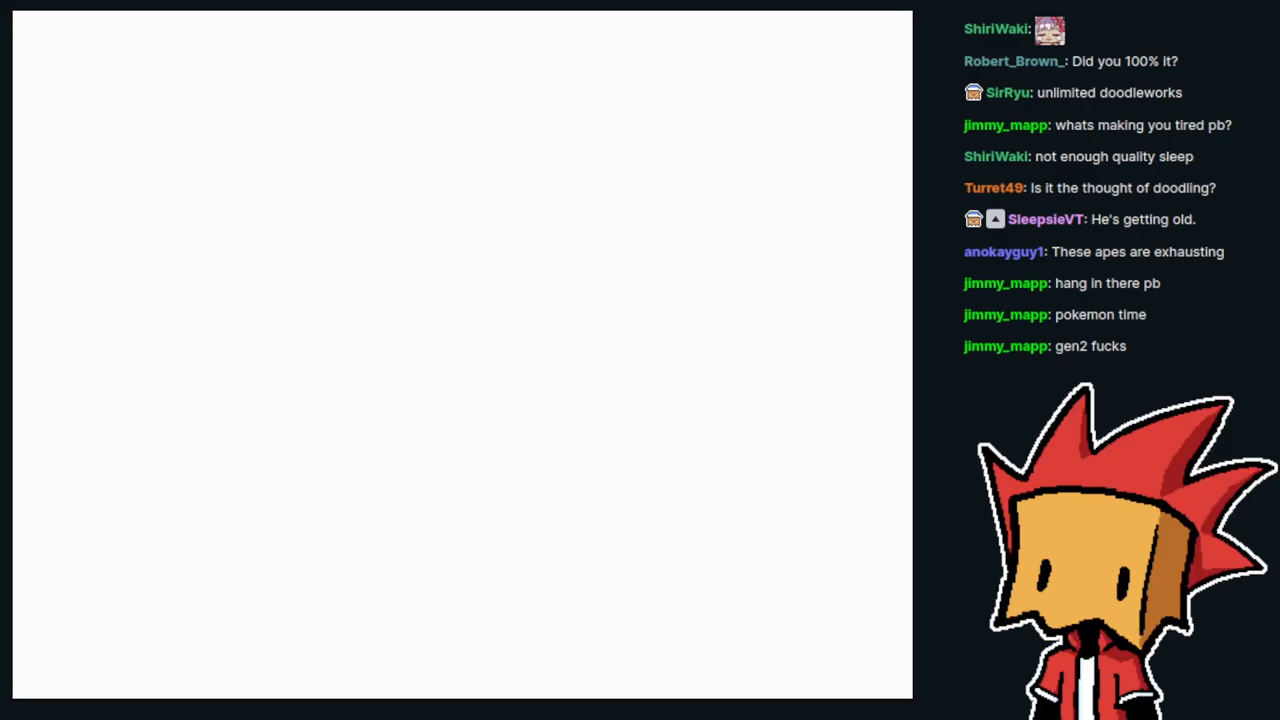 ShiriWaki:
Robert_Brown_: Did you 100% it?
SirRyu: unlimited doodleworks
jimmy_mapp: whats making you tired pb?
ShiriWaki: not enough quality sleep
Turret49: Is it the thought of doodling?
SleepsieVT: He's getting old.
anokayguy1: These apes are exhausting
jimmy_mapp: hang in there pb
jimmy_mapp: pokemon time
jimmy_mapp: gen2 fucks